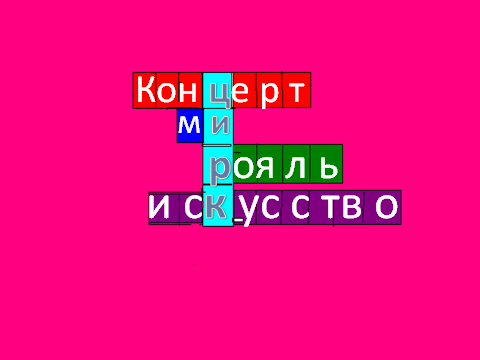 Концерт
ми
рояль
искусство